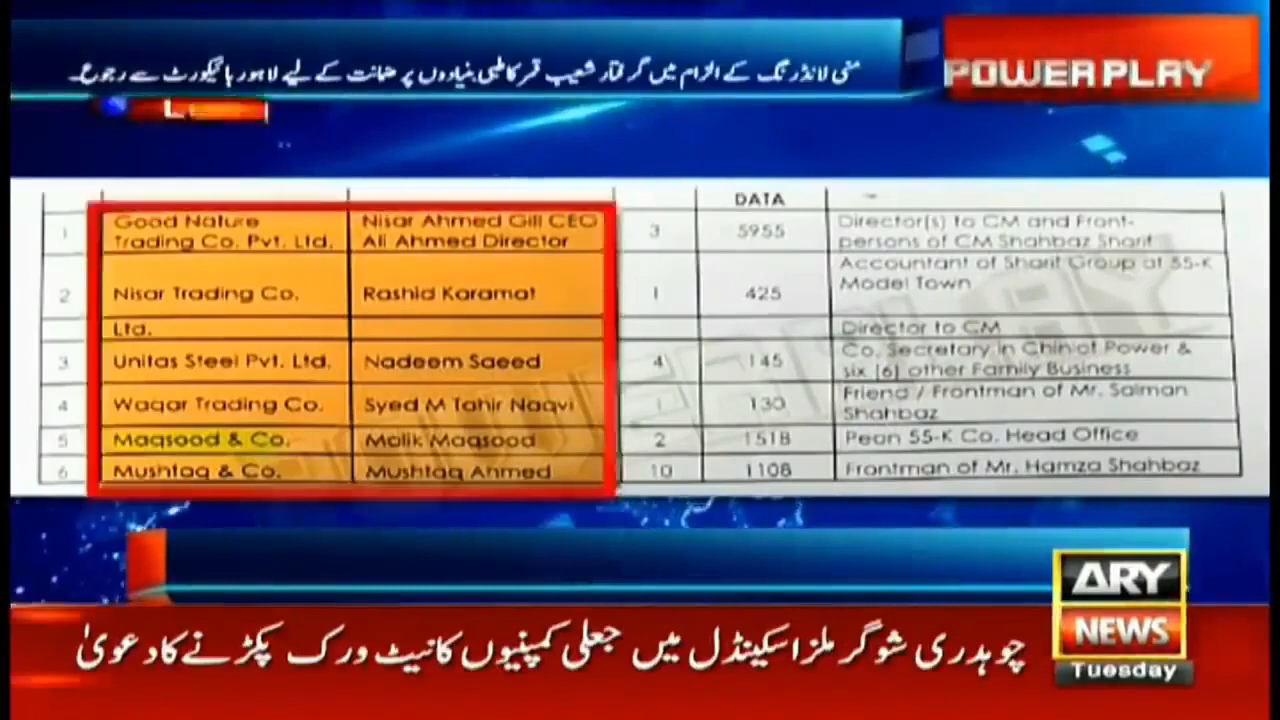 منی لانڈرنگ کے الزام میں گرفتار شعیب قمر کا طبی بنیادوں پر ضمانت کے لیے لاہور ہائیکورٹ سے رجوع۔
POWERPLAY
DATA
1 Good Nature Trading Co. Pvt. Ltd. Nisar Ahmed Gill CEO Ali Ahmed Director 3 5955 Director(s) to CM and Front-persons of CM Shahbaz Sharif
2 Nisar Trading Co. Rashid Karamat 1 425 Accountant of Sharif Group at 55-K Model Town
Ltd. Director to CM
3 Unitas Steel Pvt. Ltd. Nadeem Saeed 4 145 Co. Secretary in Chiniot Power & six [6] other Family Business
4 Waqar Trading Co. Syed M Tahir Naqvi 1 130 Friend / Frontman of Mr. Salman Shahbaz
5 Maqsood & Co. Malik Maqsood 2 1518 Peon 55-K Co. Head Office
6 Mushtaq & Co. Mushtaq Ahmed 10 1108 Frontman of Mr. Hamza Shahbaz
POWERPLAY
ARY
NEWS
Tuesday
چوہدری شوگر ملز اسکینڈل میں جعلی کمپنیوں کا نیٹ ورک پکڑنے کا دعویٰ